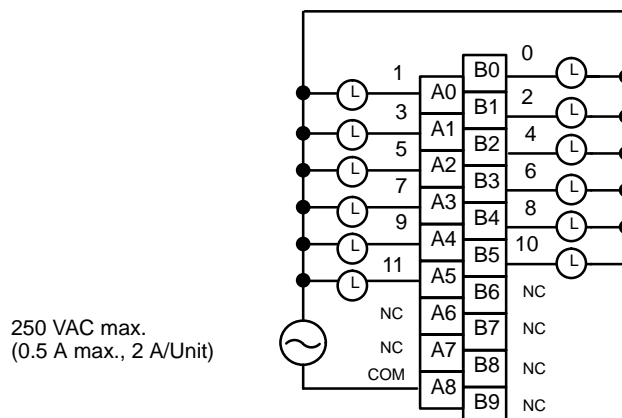 0
B0
L
1
L
A0
2
B1
L
3
L
A1
4
B2
L
5
L
A2
6
B3
L
7
L
A3
8
B4
L
9
L
A4
10
B5
L
11
L
A5
B6
NC
NC
A6
B7
NC
NC
A7
B8
NC
COM
A8
B9
NC
250 VAC max.
(0.5 A max., 2 A/Unit)